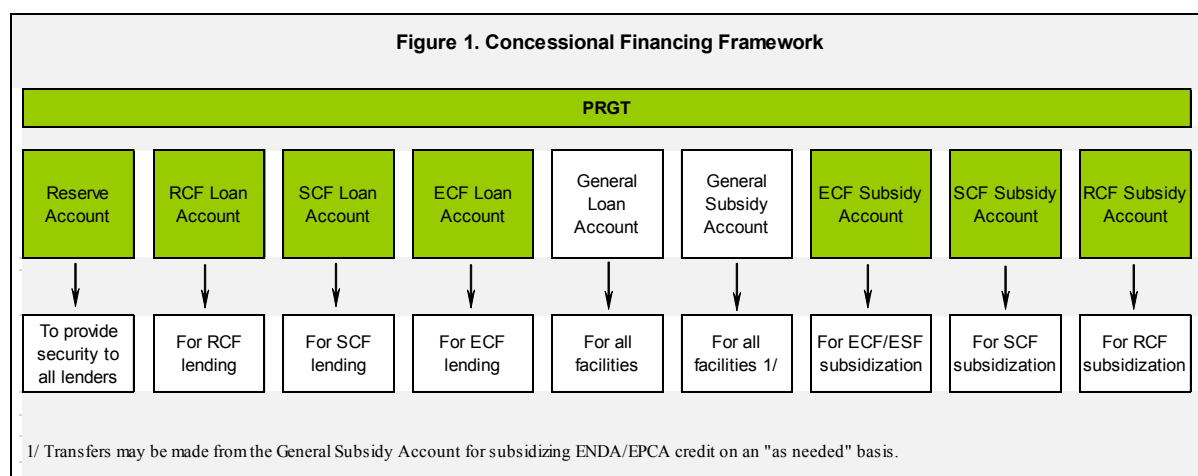 Figure 1. Concessional Financing Framework
PRGT
Reserve
Account
RCF Loan
Account
SCF Loan
Account
ECF Loan
Account
General
Loan
Account
General
Subsidy
Account
ECF Subsidy
Account
SCF Subsidy
Account
RCF Subsidy
Account
To provide
security to
all lenders
For RCF
lending
For SCF
lending
For ECF
lending
For all
facilities
For all
facilities 1/
For ECF/ESF
subsidization
For SCF
subsidization
For RCF
subsidization
1/ Transfers may be made from the General Subsidy Account for subsidizing ENDA/EPCA credit on an "as needed" basis.